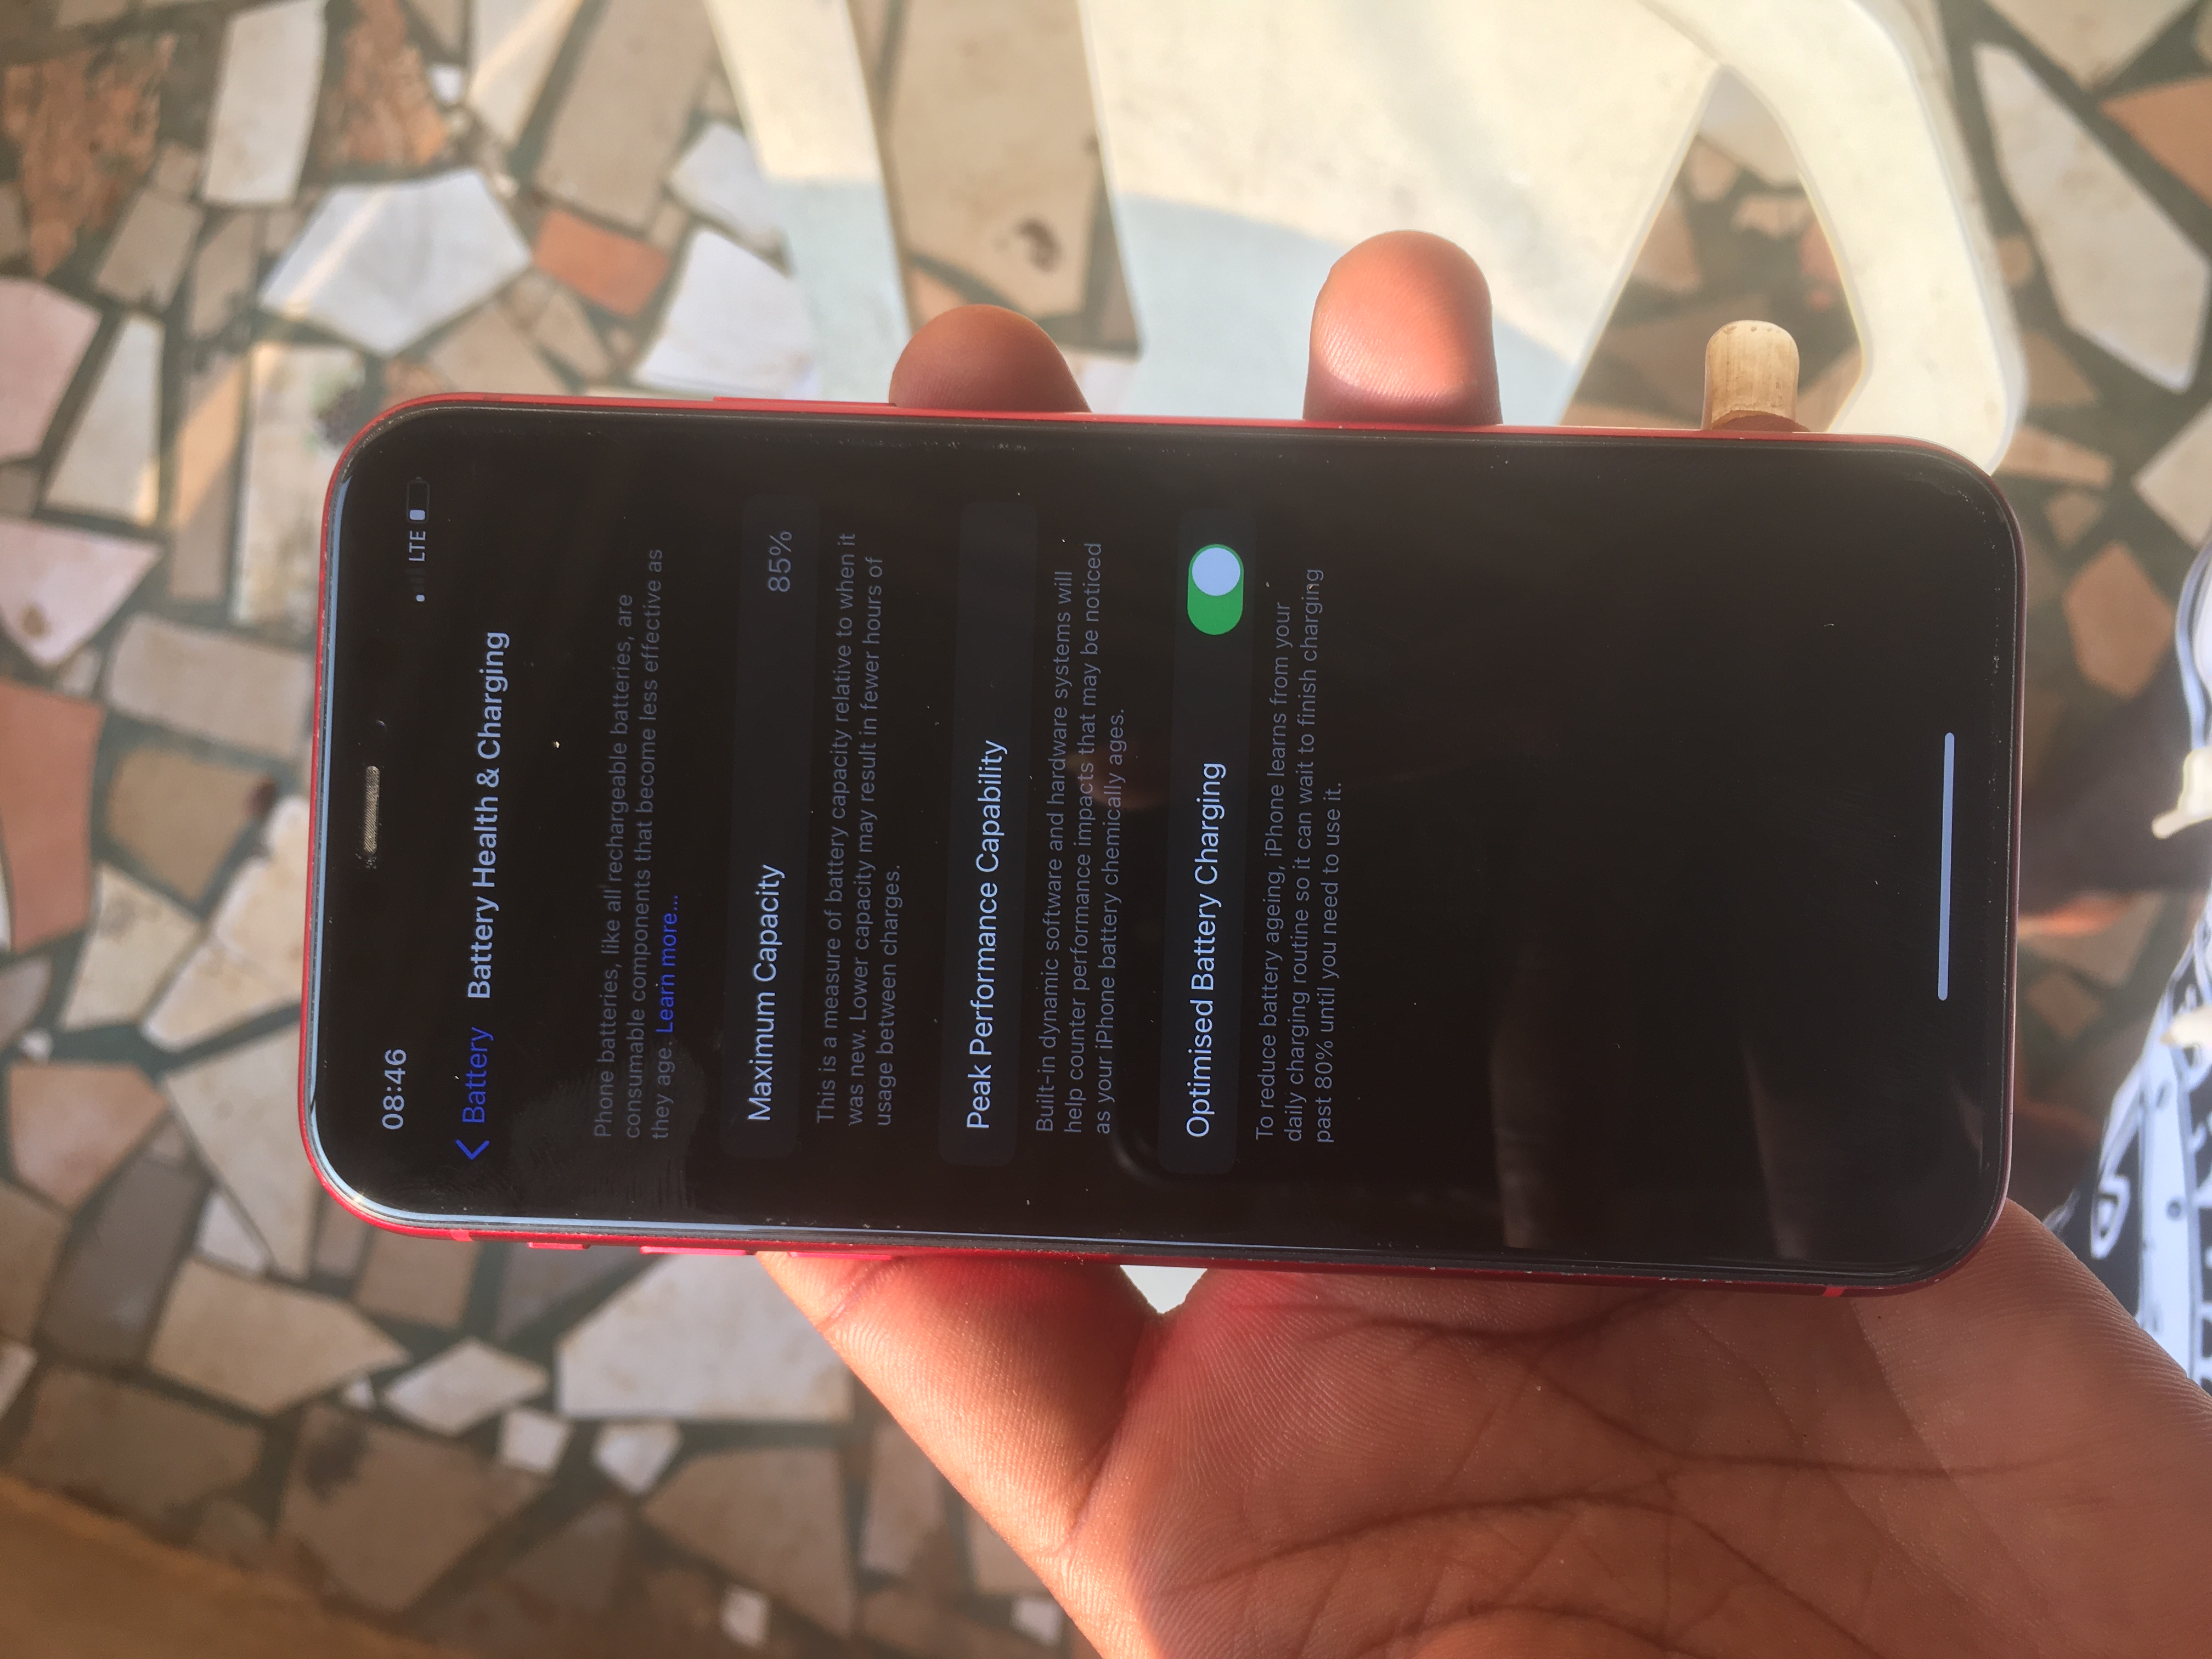 08:46
LTE
Battery Battery Health & Charging
Phone batteries, like all rechargeable batteries, are
consumable components that become less effective as
they age. Learn more...
Maximum Capacity 85%
This is a measure of battery capacity relative to when it
was new. Lower capacity may result in fewer hours of
usage between charges.
Peak Performance Capability
Built-in dynamic software and hardware systems will
help counter performance impacts that may be noticed
as your iPhone battery chemically ages.
Optimised Battery Charging
To reduce battery ageing, iPhone learns from your
daily charging routine so it can wait to finish charging
past 80% until you need to use it.